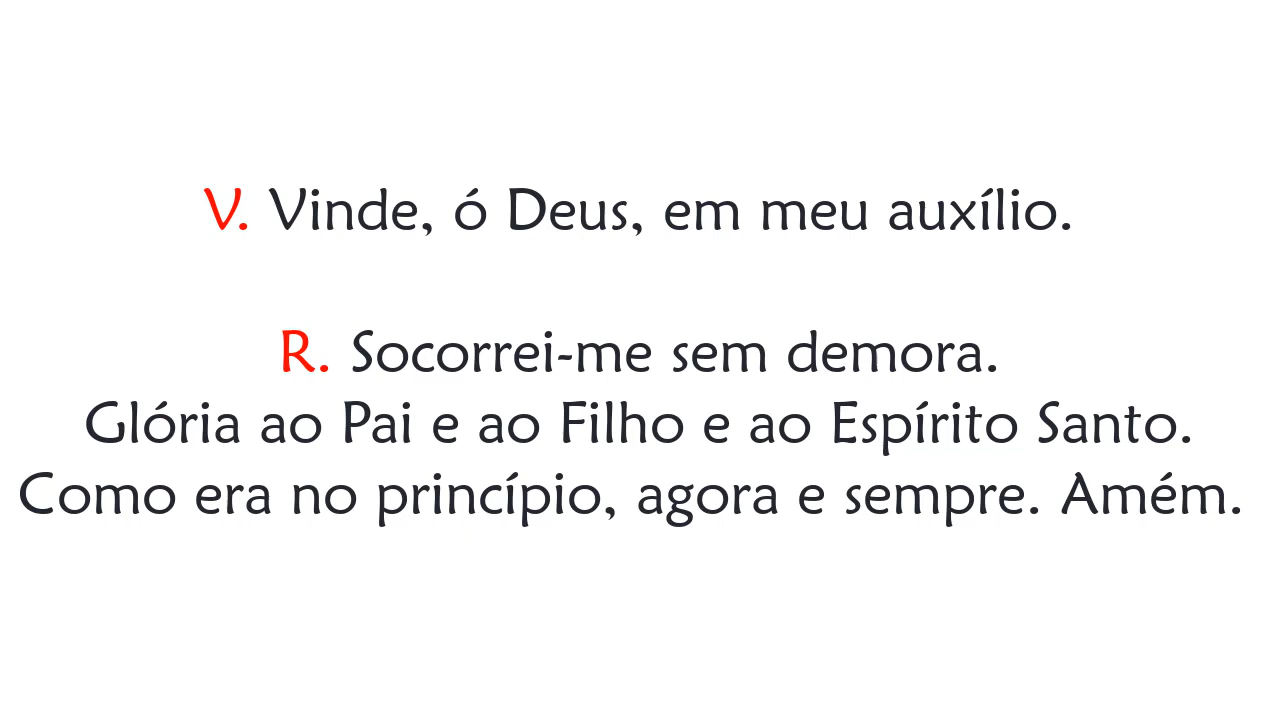 V. Vinde, ó Deus, em meu auxílio.
R. Socorrei-me sem demora.
Glória ao Pai e ao Filho e ao Espírito Santo.
Como era no princípio, agora e sempre. Amém.